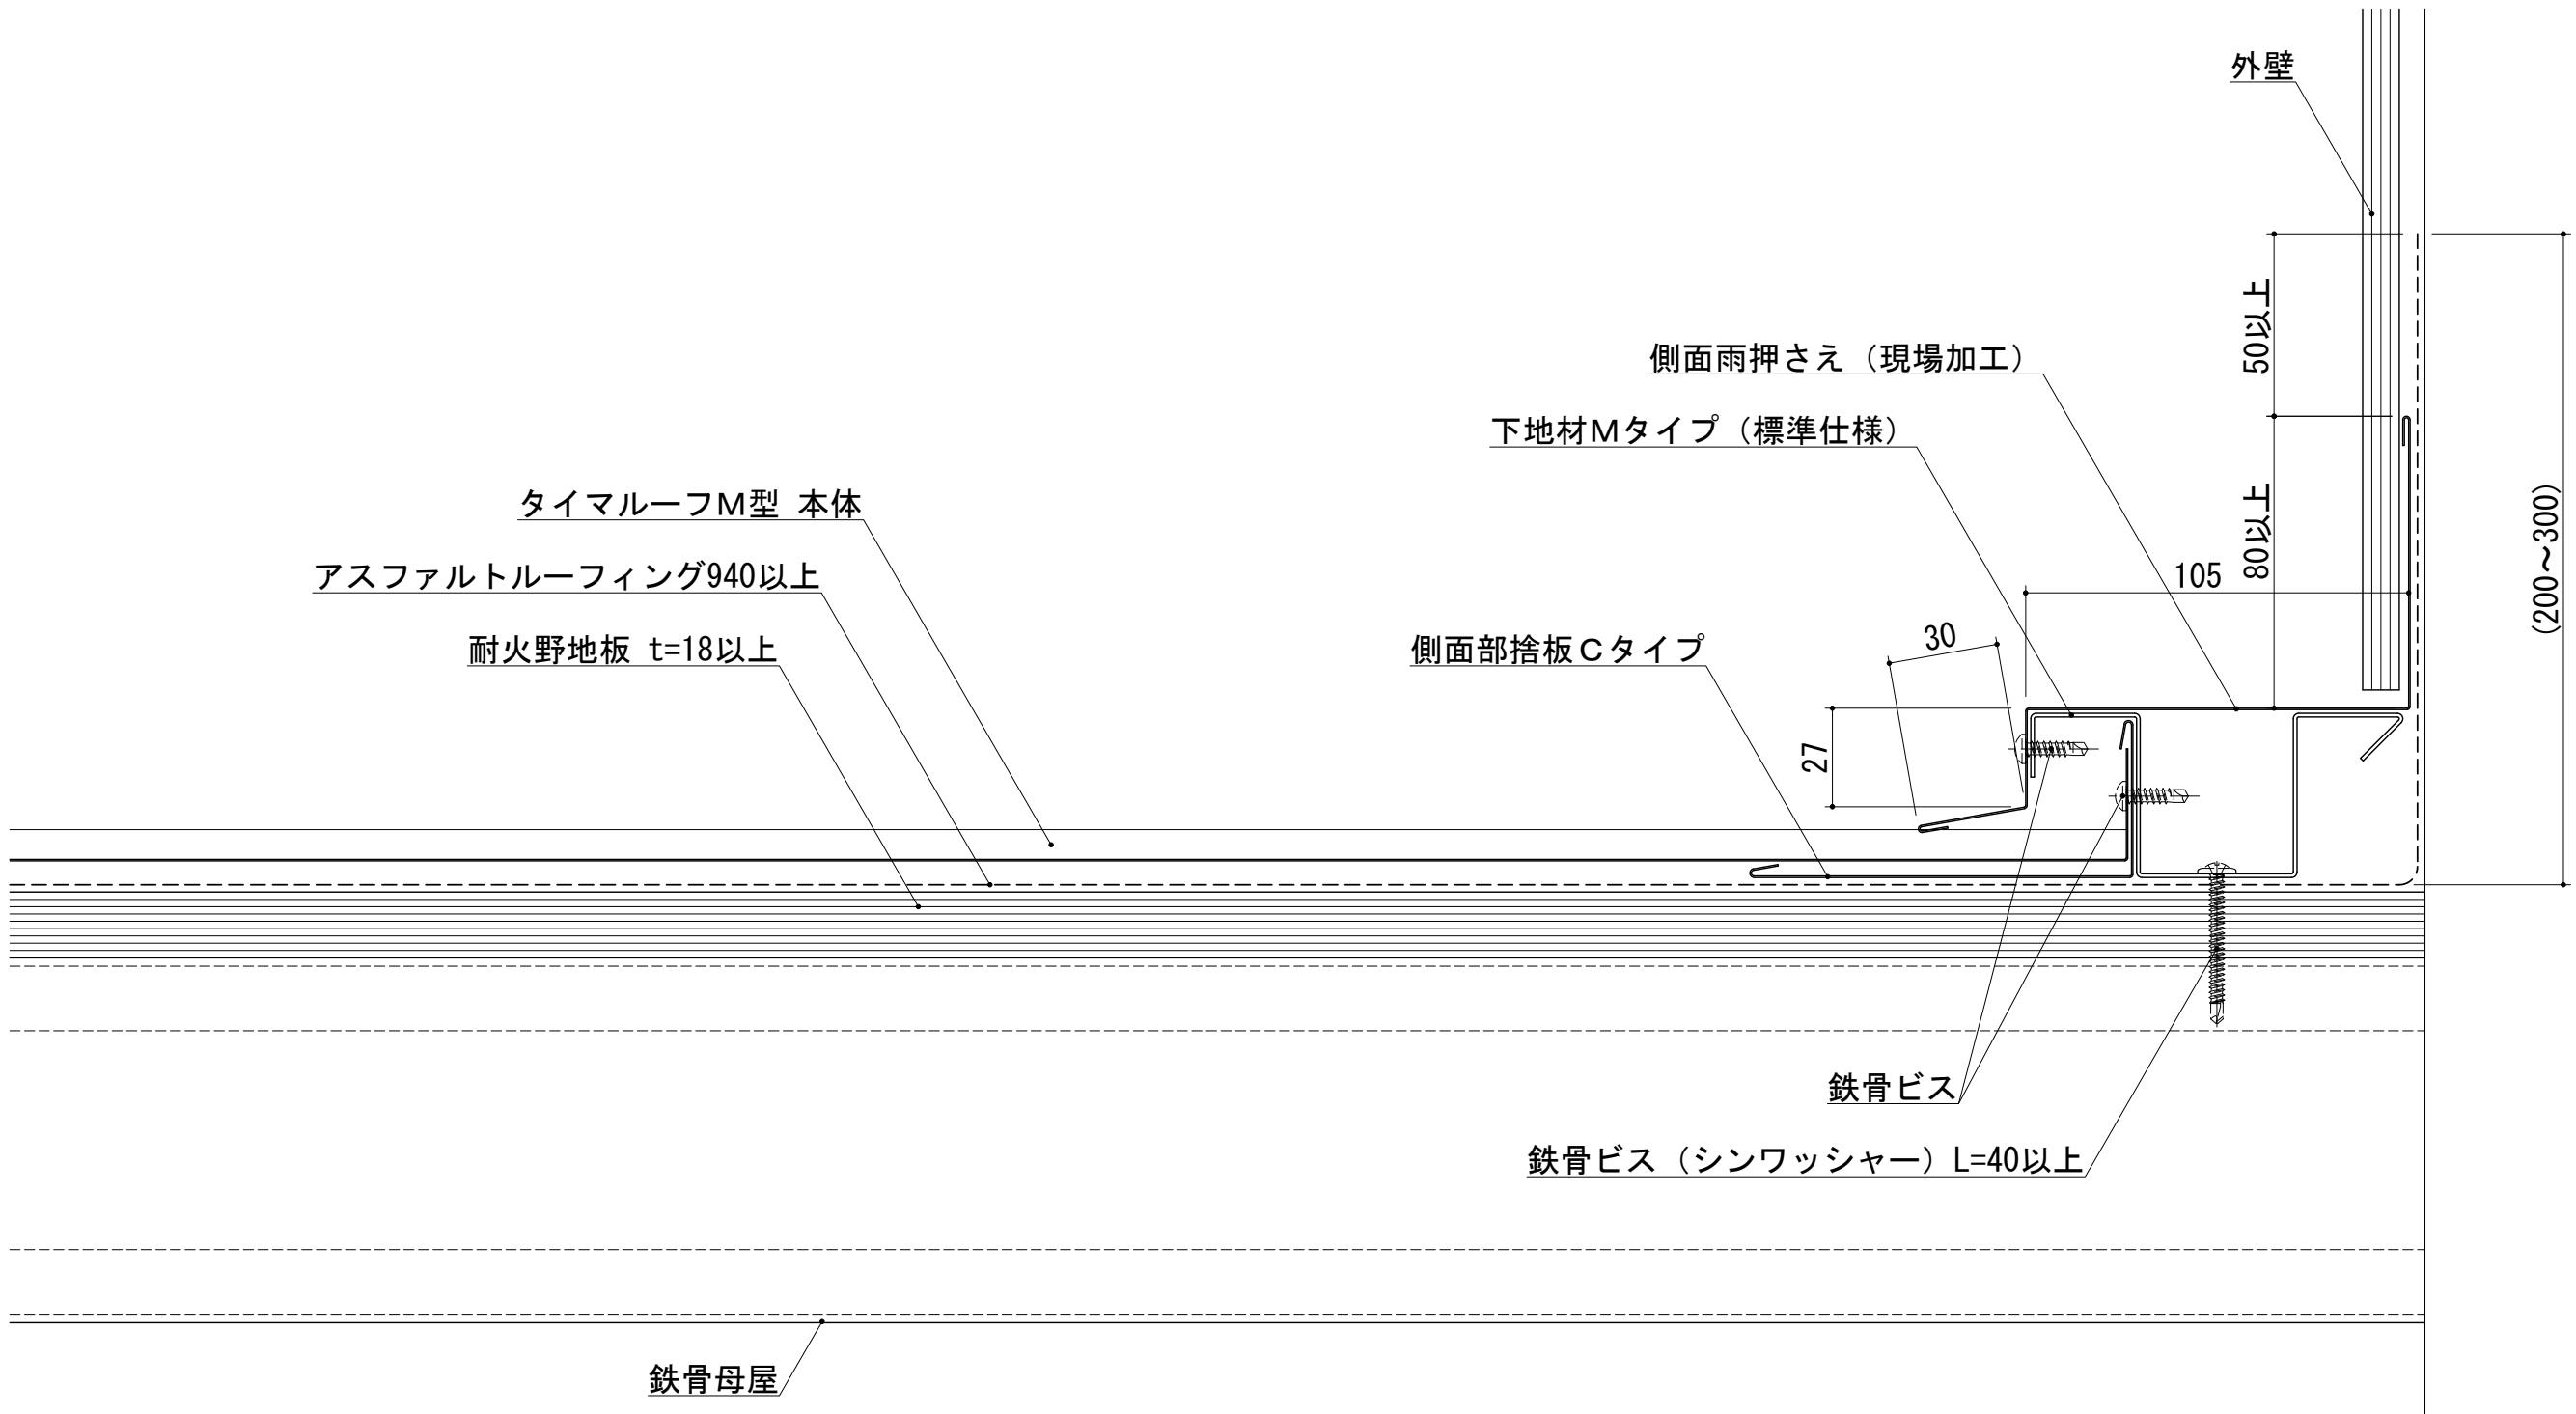 外壁
50以上
側面雨押さえ（現場加工）
下地材Mタイプ（標準仕様）
80以上
(200～300)
タイマルーフM型 本体
アスファルトルーフィング940以上
105
耐火野地板 t=18以上
側面部捨板Cタイプ
30
27
鉄骨ビス
鉄骨ビス（シンワッシャー）L=40以上
鉄骨母屋